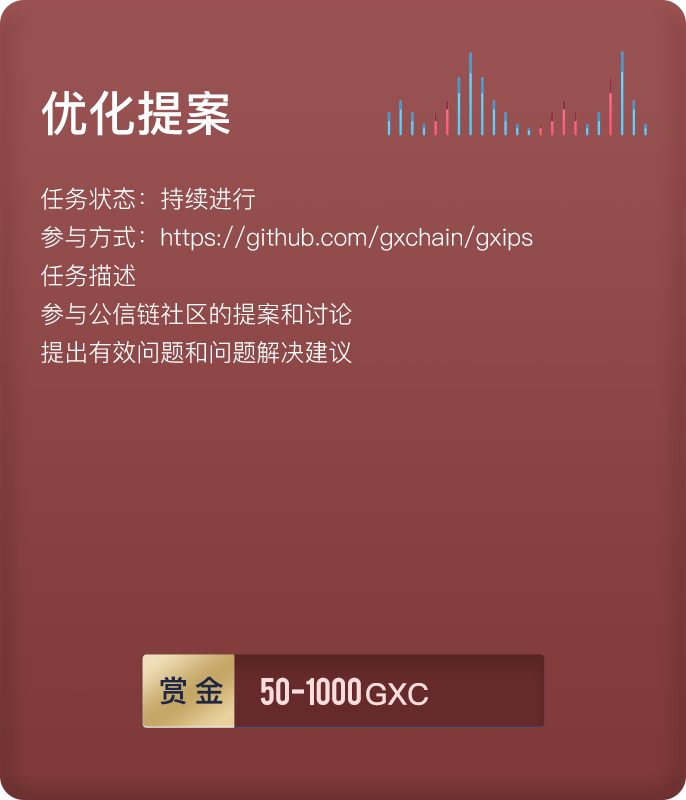 优化提案
任务状态：持续进行
参与方式：https://github.com/gxchain/gxips
任务描述
参与公信链社区的提案和讨论
提出有效问题和问题解决建议
赏金 50-1000GXC